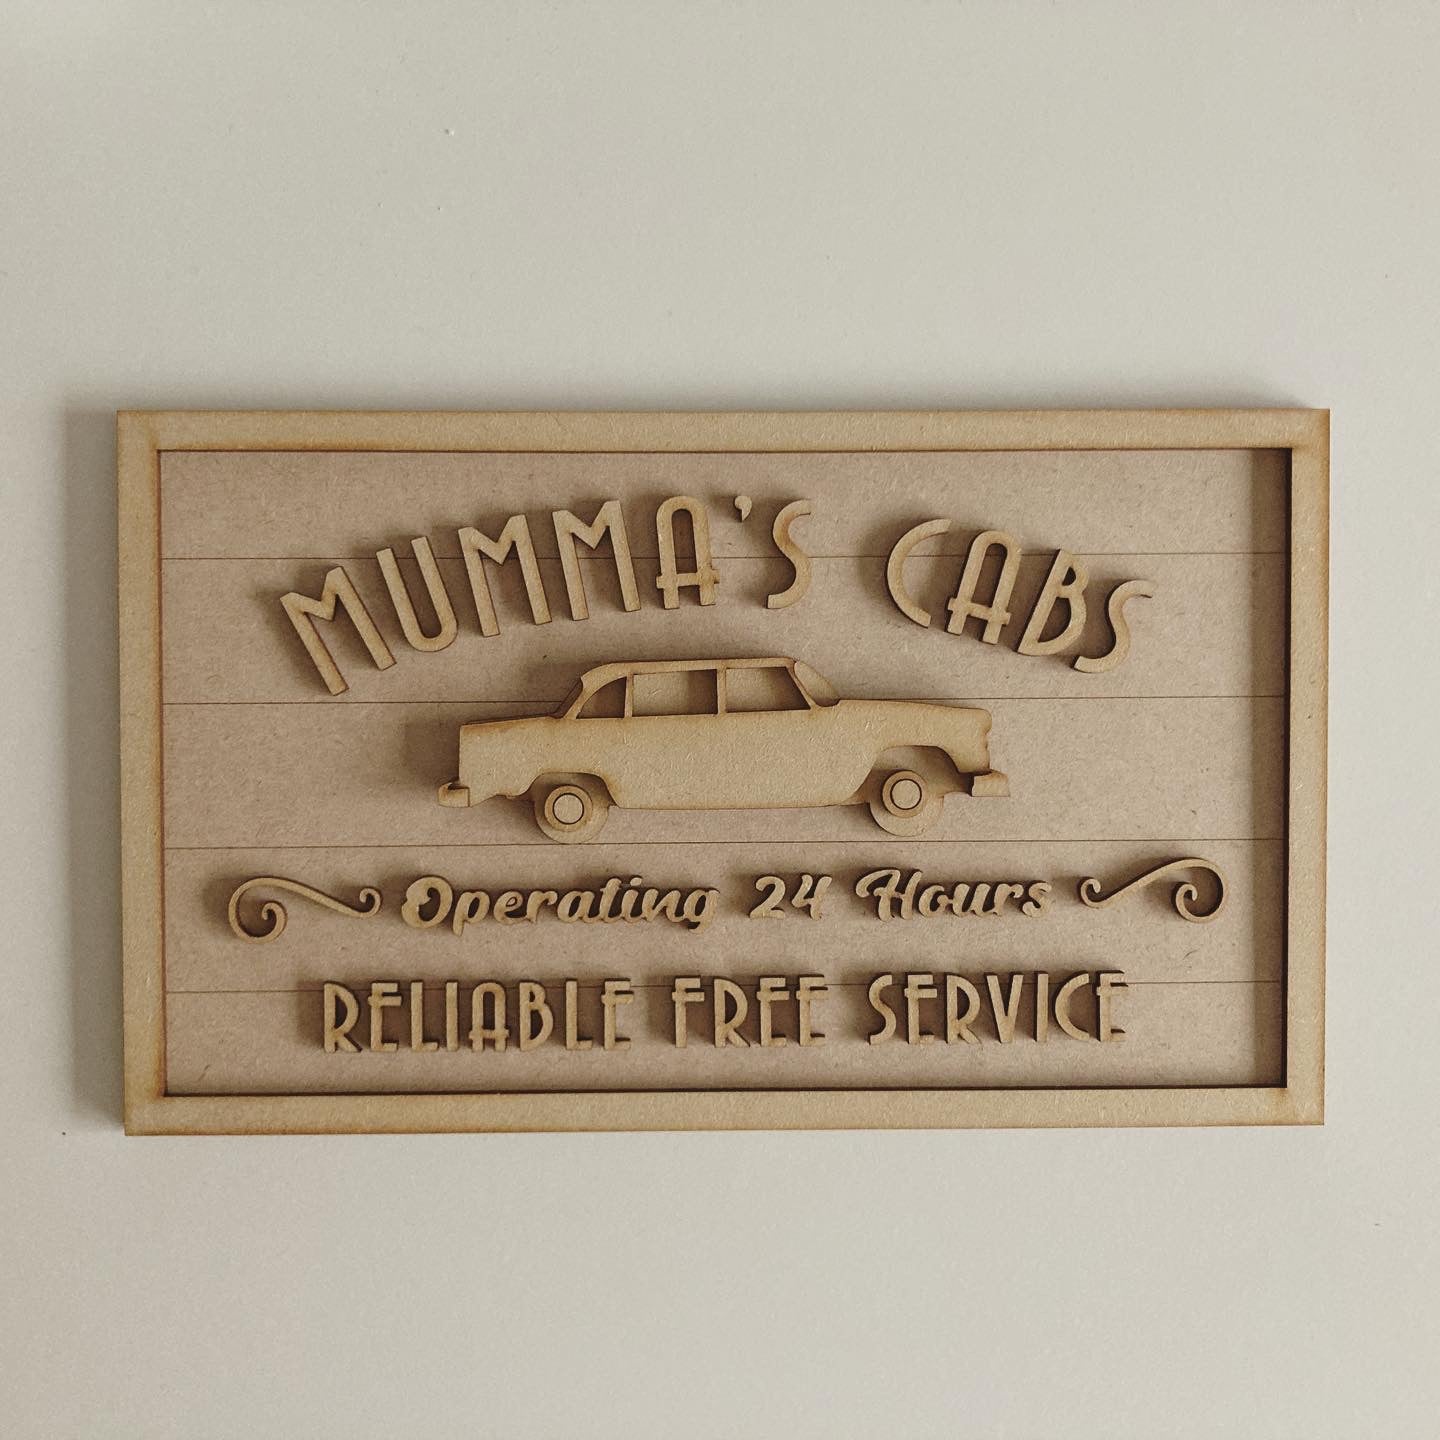 MUMMA'S CABS
Operating 24 Hours
RELIABLE FREE SERVICE